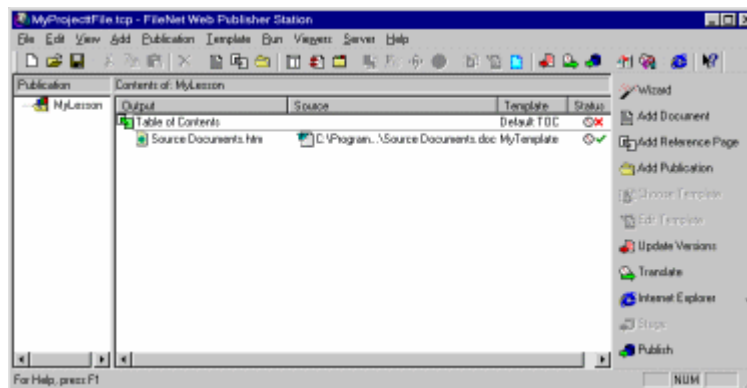 MyProjectFile.tcp - FileNet Web Publisher Station
File Edit View Add Publication Template Run Viewers Server Help
Publication
Contents of: MyLesson
MyLesson
Output Source Template Status
Table of Contents Default TOC
Source Documents.htm C:\Program...\Source Documents.doc MyTemplate
Wizard
Add Document
Add Reference Page
Add Publication
Choose Template
Edit Template
Update Versions
Translate
Internet Explorer
Stage
Publish
For Help, press F1
NUM